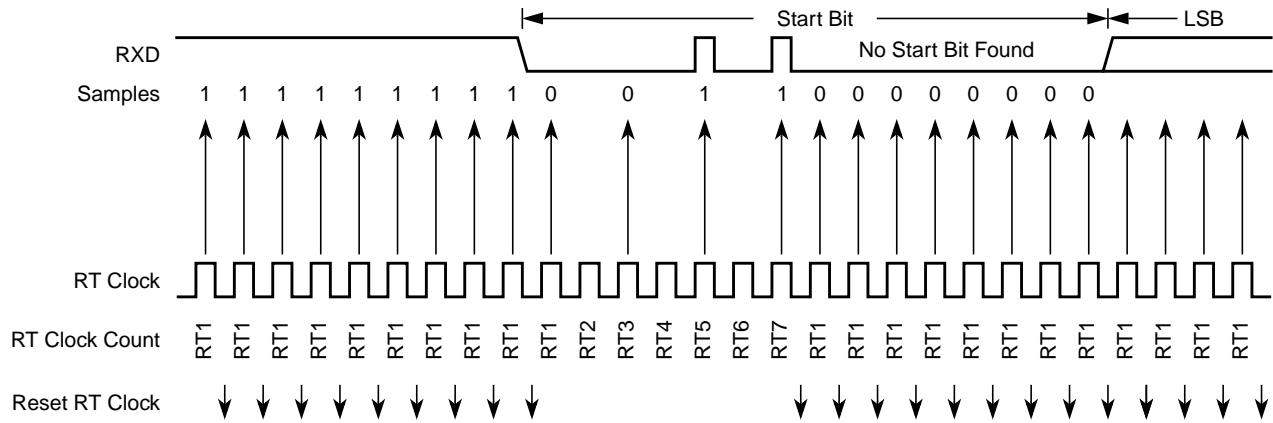 Start Bit LSB
RXD No Start Bit Found
Samples 1 1 1 1 1 1 1 1 1 0 0 1 1 0 0 0 0 0 0 0 0
RT Clock
RT Clock Count RT1 RT1 RT1 RT1 RT1 RT1 RT1 RT1 RT1 RT1 RT2 RT3 RT4 RT5 RT6 RT7 RT1 RT1 RT1 RT1 RT1 RT1 RT1 RT1 RT1 RT1 RT1 RT1
Reset RT Clock